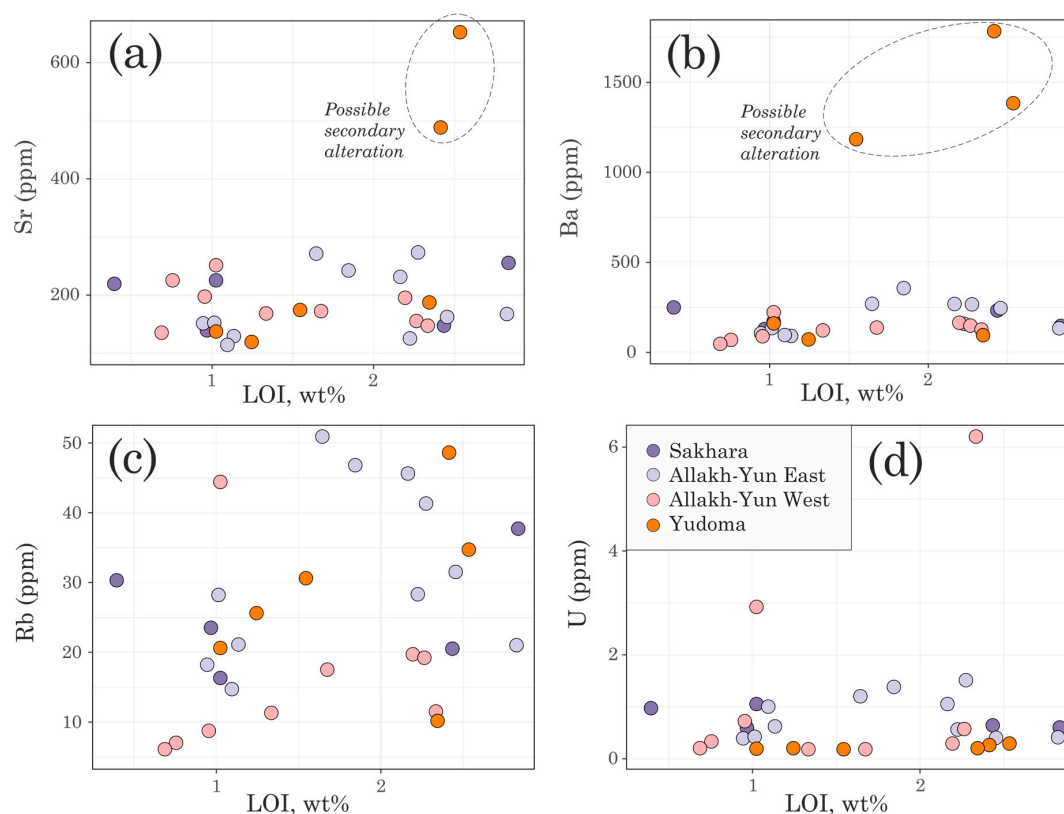 (a)
Sr (ppm)
600
400
200
Possible
secondary
alteration
1
2
LOI, wt%
(b)
Ba (ppm)
1500
1000
500
0
Possible
secondary
alteration
1
2
LOI, wt%
(c)
Rb (ppm)
50
40
30
20
10
1
2
LOI, wt%
(d)
U (ppm)
6
4
2
0
Sakhara
Allakh-Yun East
Allakh-Yun West
Yudoma
1
2
LOI, wt%